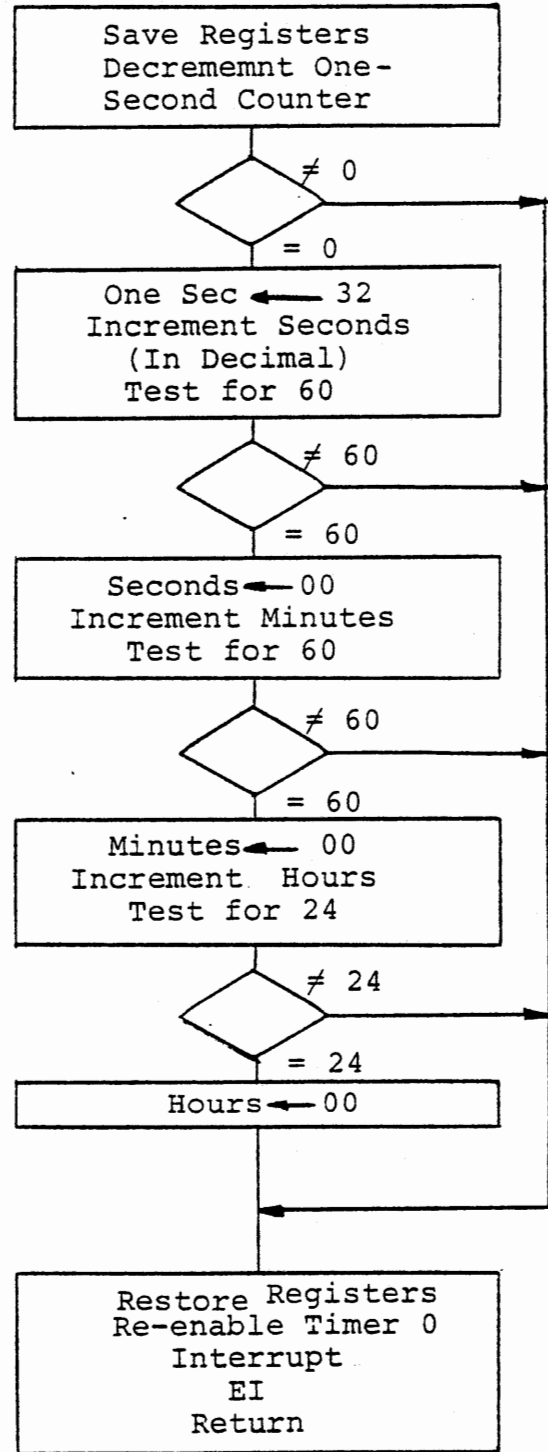 Save Registers
Decrememnt One-
Second Counter
≠ 0
= 0
One Sec ← 32
Increment Seconds
(In Decimal)
Test for 60
≠ 60
= 60
Seconds ← 00
Increment Minutes
Test for 60
≠ 60
= 60
Minutes ← 00
Increment Hours
Test for 24
≠ 24
= 24
Hours ← 00
Restore Registers
Re-enable Timer 0
Interrupt
EI
Return